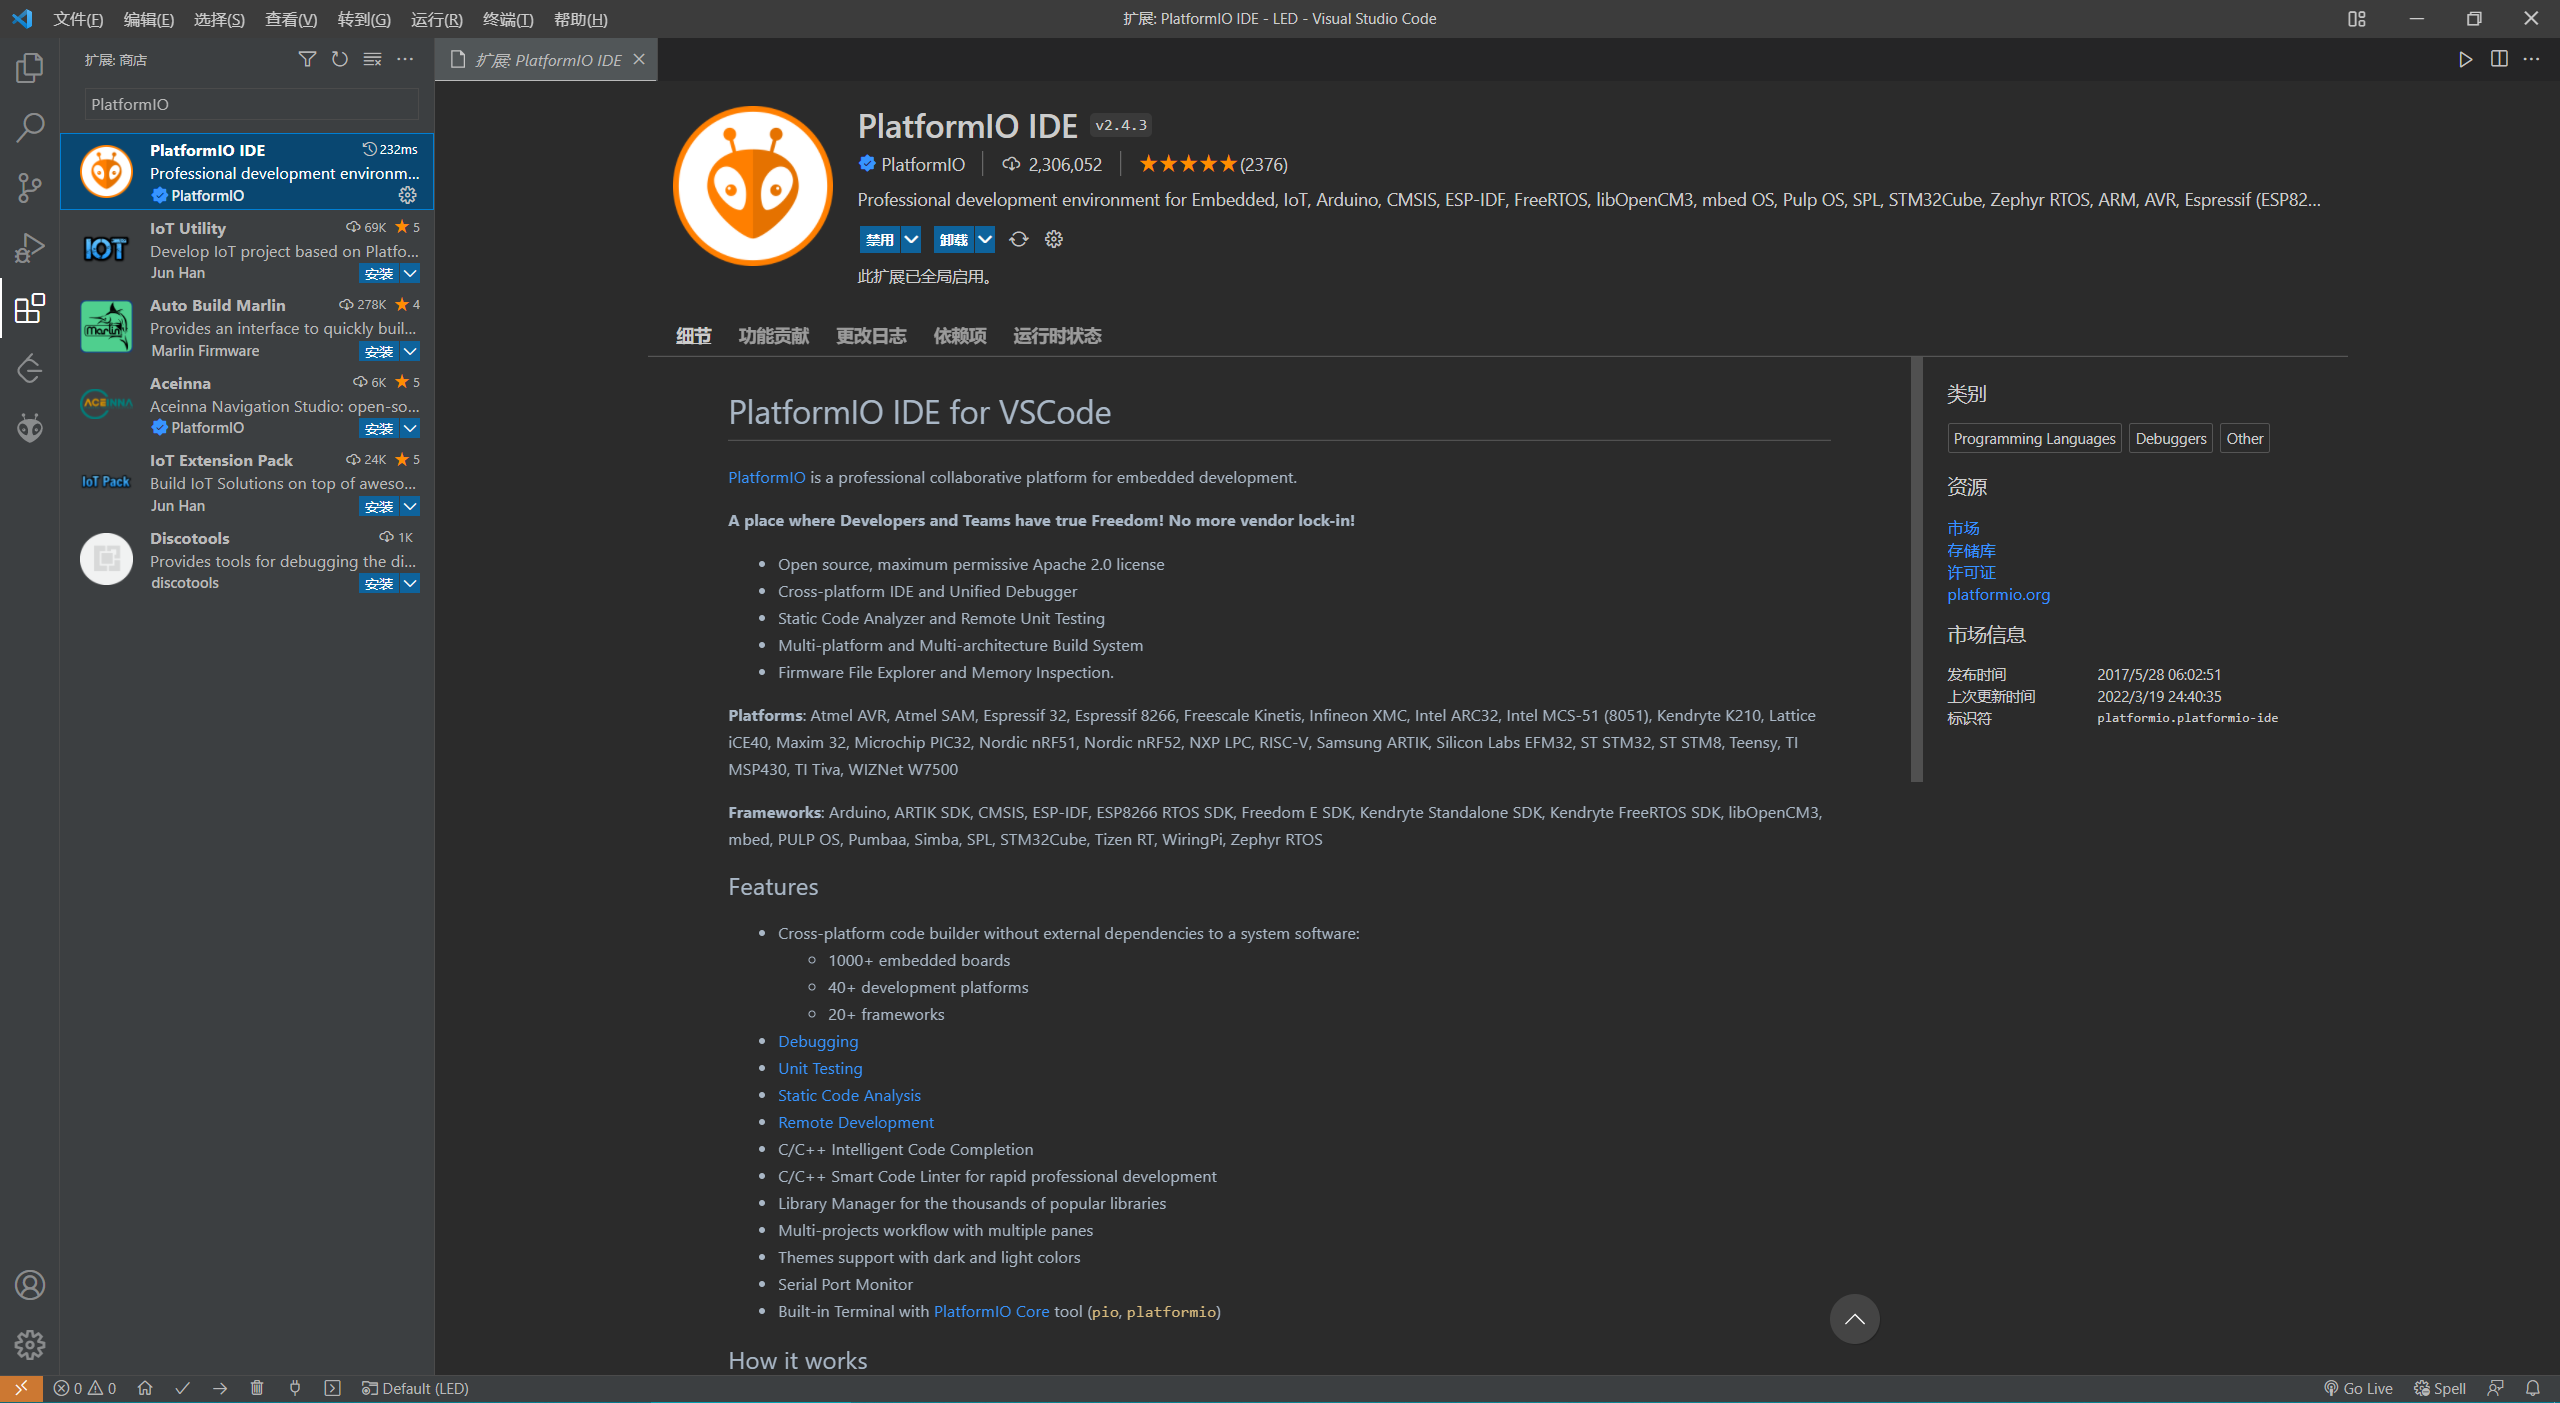 文件(F) 编辑(E) 选择(S) 查看(V) 转到(G) 运行(R) 终端(T) 帮助(H)
扩展: PlatformIO IDE - LED - Visual Studio Code
扩展: 商店
PlatformIO
PlatformIO IDE 232ms
Professional development environm...
PlatformIO
IoT Utility 69K 5
Develop IoT project based on Platfo...
Jun Han 安装
Auto Build Marlin 278K 4
Provides an interface to quickly buil...
Marlin Firmware 安装
Aceinna 6K 5
Aceinna Navigation Studio: open-so...
PlatformIO 安装
IoT Extension Pack 24K 5
Build IoT Solutions on top of aweso...
Jun Han 安装
Discotools 1K
Provides tools for debugging the di...
discotools 安装
IOT
Marlin
ACEINNA
IoT Pack
扩展: PlatformIO IDE
PlatformIO IDE v2.4.3
PlatformIO 2,306,052 ★★★★★(2376)
Professional development environment for Embedded, IoT, Arduino, CMSIS, ESP-IDF, FreeRTOS, libOpenCM3, mbed OS, Pulp OS, SPL, STM32Cube, Zephyr RTOS, ARM, AVR, Espressif (ESP82...
禁用 卸载
此扩展已全局启用。
细节 功能贡献 更改日志 依赖项 运行时状态
PlatformIO IDE for VSCode
PlatformIO is a professional collaborative platform for embedded development.
A place where Developers and Teams have true Freedom! No more vendor lock-in!
• Open source, maximum permissive Apache 2.0 license
• Cross-platform IDE and Unified Debugger
• Static Code Analyzer and Remote Unit Testing
• Multi-platform and Multi-architecture Build System
• Firmware File Explorer and Memory Inspection.
Platforms: Atmel AVR, Atmel SAM, Espressif 32, Espressif 8266, Freescale Kinetis, Infineon XMC, Intel ARC32, Intel MCS-51 (8051), Kendryte K210, Lattice
iCE40, Maxim 32, Microchip PIC32, Nordic nRF51, Nordic nRF52, NXP LPC, RISC-V, Samsung ARTIK, Silicon Labs EFM32, ST STM32, ST STM8, Teensy, TI
MSP430, TI Tiva, WIZNet W7500
Frameworks: Arduino, ARTIK SDK, CMSIS, ESP-IDF, ESP8266 RTOS SDK, Freedom E SDK, Kendryte Standalone SDK, Kendryte FreeRTOS SDK, libOpenCM3,
mbed, PULP OS, Pumbaa, Simba, SPL, STM32Cube, Tizen RT, WiringPi, Zephyr RTOS
Features
• Cross-platform code builder without external dependencies to a system software:
◦ 1000+ embedded boards
◦ 40+ development platforms
◦ 20+ frameworks
• Debugging
• Unit Testing
• Static Code Analysis
• Remote Development
• C/C++ Intelligent Code Completion
• C/C++ Smart Code Linter for rapid professional development
• Library Manager for the thousands of popular libraries
• Multi-projects workflow with multiple panes
• Themes support with dark and light colors
• Serial Port Monitor
• Built-in Terminal with PlatformIO Core tool (pio, platformio)
How it works
类别
Programming Languages Debuggers Other
资源
市场
存储库
许可证
platformio.org
市场信息
发布时间 2017/5/28 06:02:51
上次更新时间 2022/3/19 24:40:35
标识符 platformio.platformio-ide
0 0 Default (LED) Go Live Spell